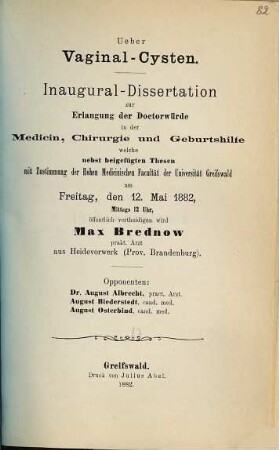 82
Ueber
Vaginal-Cysten.
Inaugural-Dissertation
zur
Erlangung der Doctorwürde
in der
Medicin, Chirurgie und Geburtshilfe
welche
nebst beigefügten Thesen
mit Zustimmung der Hohen Medicinischen Facultät der Universität Greifswald
am
Freitag, den 12. Mai 1882,
Mittags 12 Uhr,
öffentlich vertheidigen wird
Max Brednow
prakt. Arzt
aus Heideverwerk (Prov. Brandenburg).
Opponenten:
Dr. August Albrecht, pract. Arzt.
August Biederstedt, cand. med.
August Osterbind, cand. med.
Greifswald.
Druck von Julius Abel.
1882.